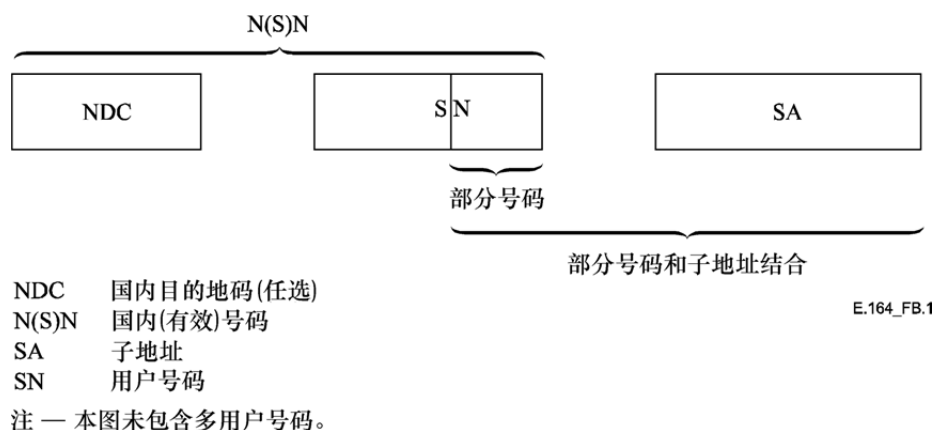 N(S)N
NDC
SN
SA
部分号码
部分号码和子地址结合
NDC 国内目的地码(任选)
N(S)N 国内(有效)号码
SA 子地址
SN 用户号码
E.164_FB.1
注 — 本图未包含多用户号码。